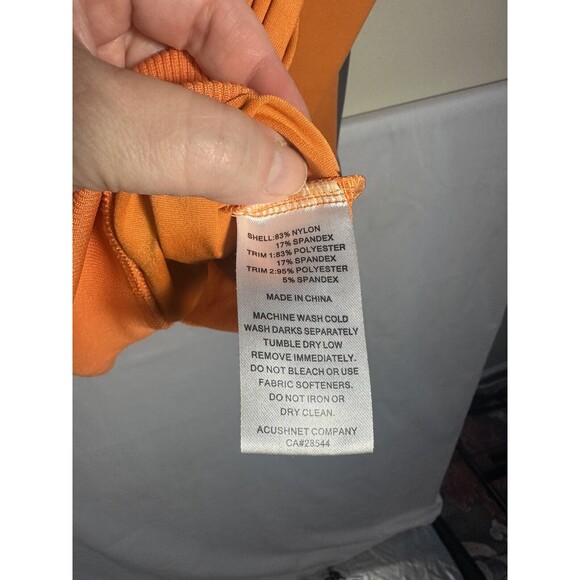 SHELL:83% NYLON
17% SPANDEX
TRIM 1:83% POLYESTER
17% SPANDEX
TRIM 2:95% POLYESTER
5% SPANDEX
MADE IN CHINA
MACHINE WASH COLD
WASH DARKS SEPARATELY
TUMBLE DRY LOW
REMOVE IMMEDIATELY.
DO NOT BLEACH OR USE
FABRIC SOFTENERS.
DO NOT IRON OR
DRY CLEAN.
ACUSHNET COMPANY
CA#28544